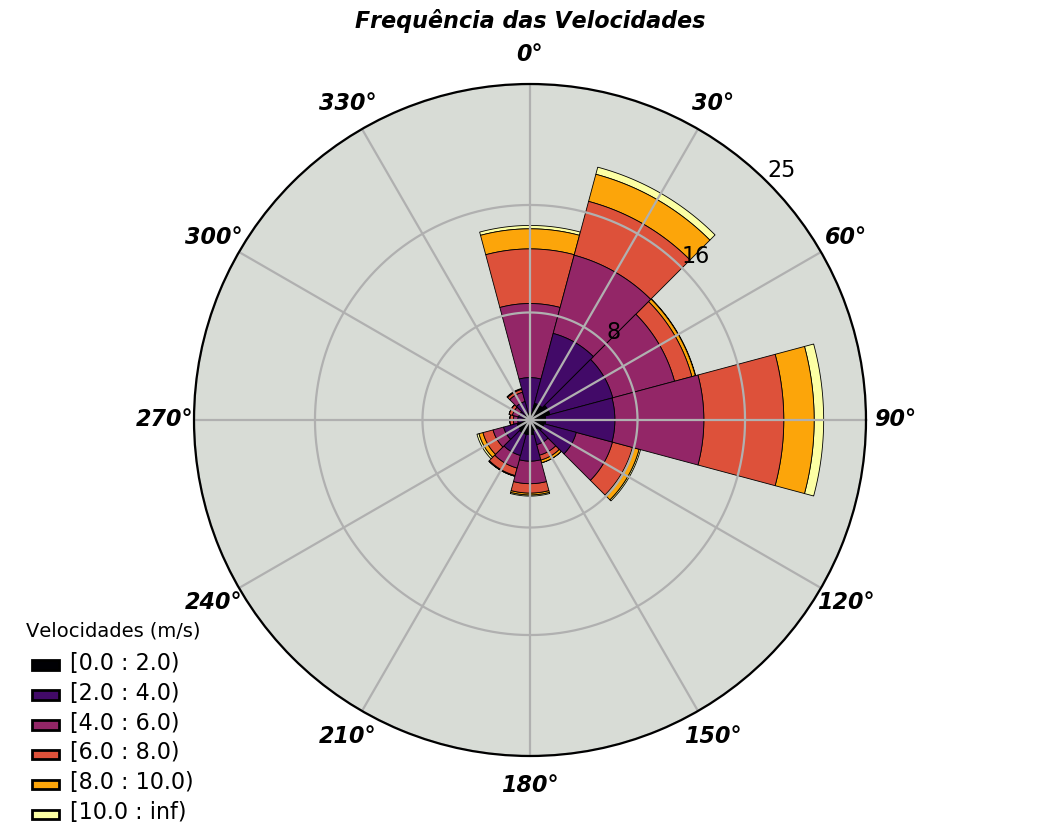 Frequência das Velocidades
0°
330°
30°
25
300°
60°
16
8
270°
90°
240°
120°
210°
150°
180°
Velocidades (m/s)
[0.0 : 2.0)
[2.0 : 4.0)
[4.0 : 6.0)
[6.0 : 8.0)
[8.0 : 10.0)
[10.0 : inf)